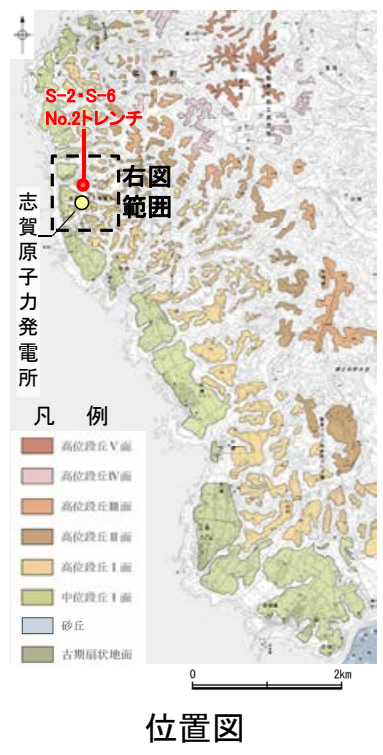 S-2・S-6
No.2トレンチ
右図
範囲
志賀原子力発電所
凡 例
高位段丘Ⅴ面
高位段丘Ⅳ面
高位段丘Ⅲ面
高位段丘Ⅱ面
高位段丘Ⅰ面
中位段丘Ⅰ面
砂丘
古期扇状地面
0 2km
位置図